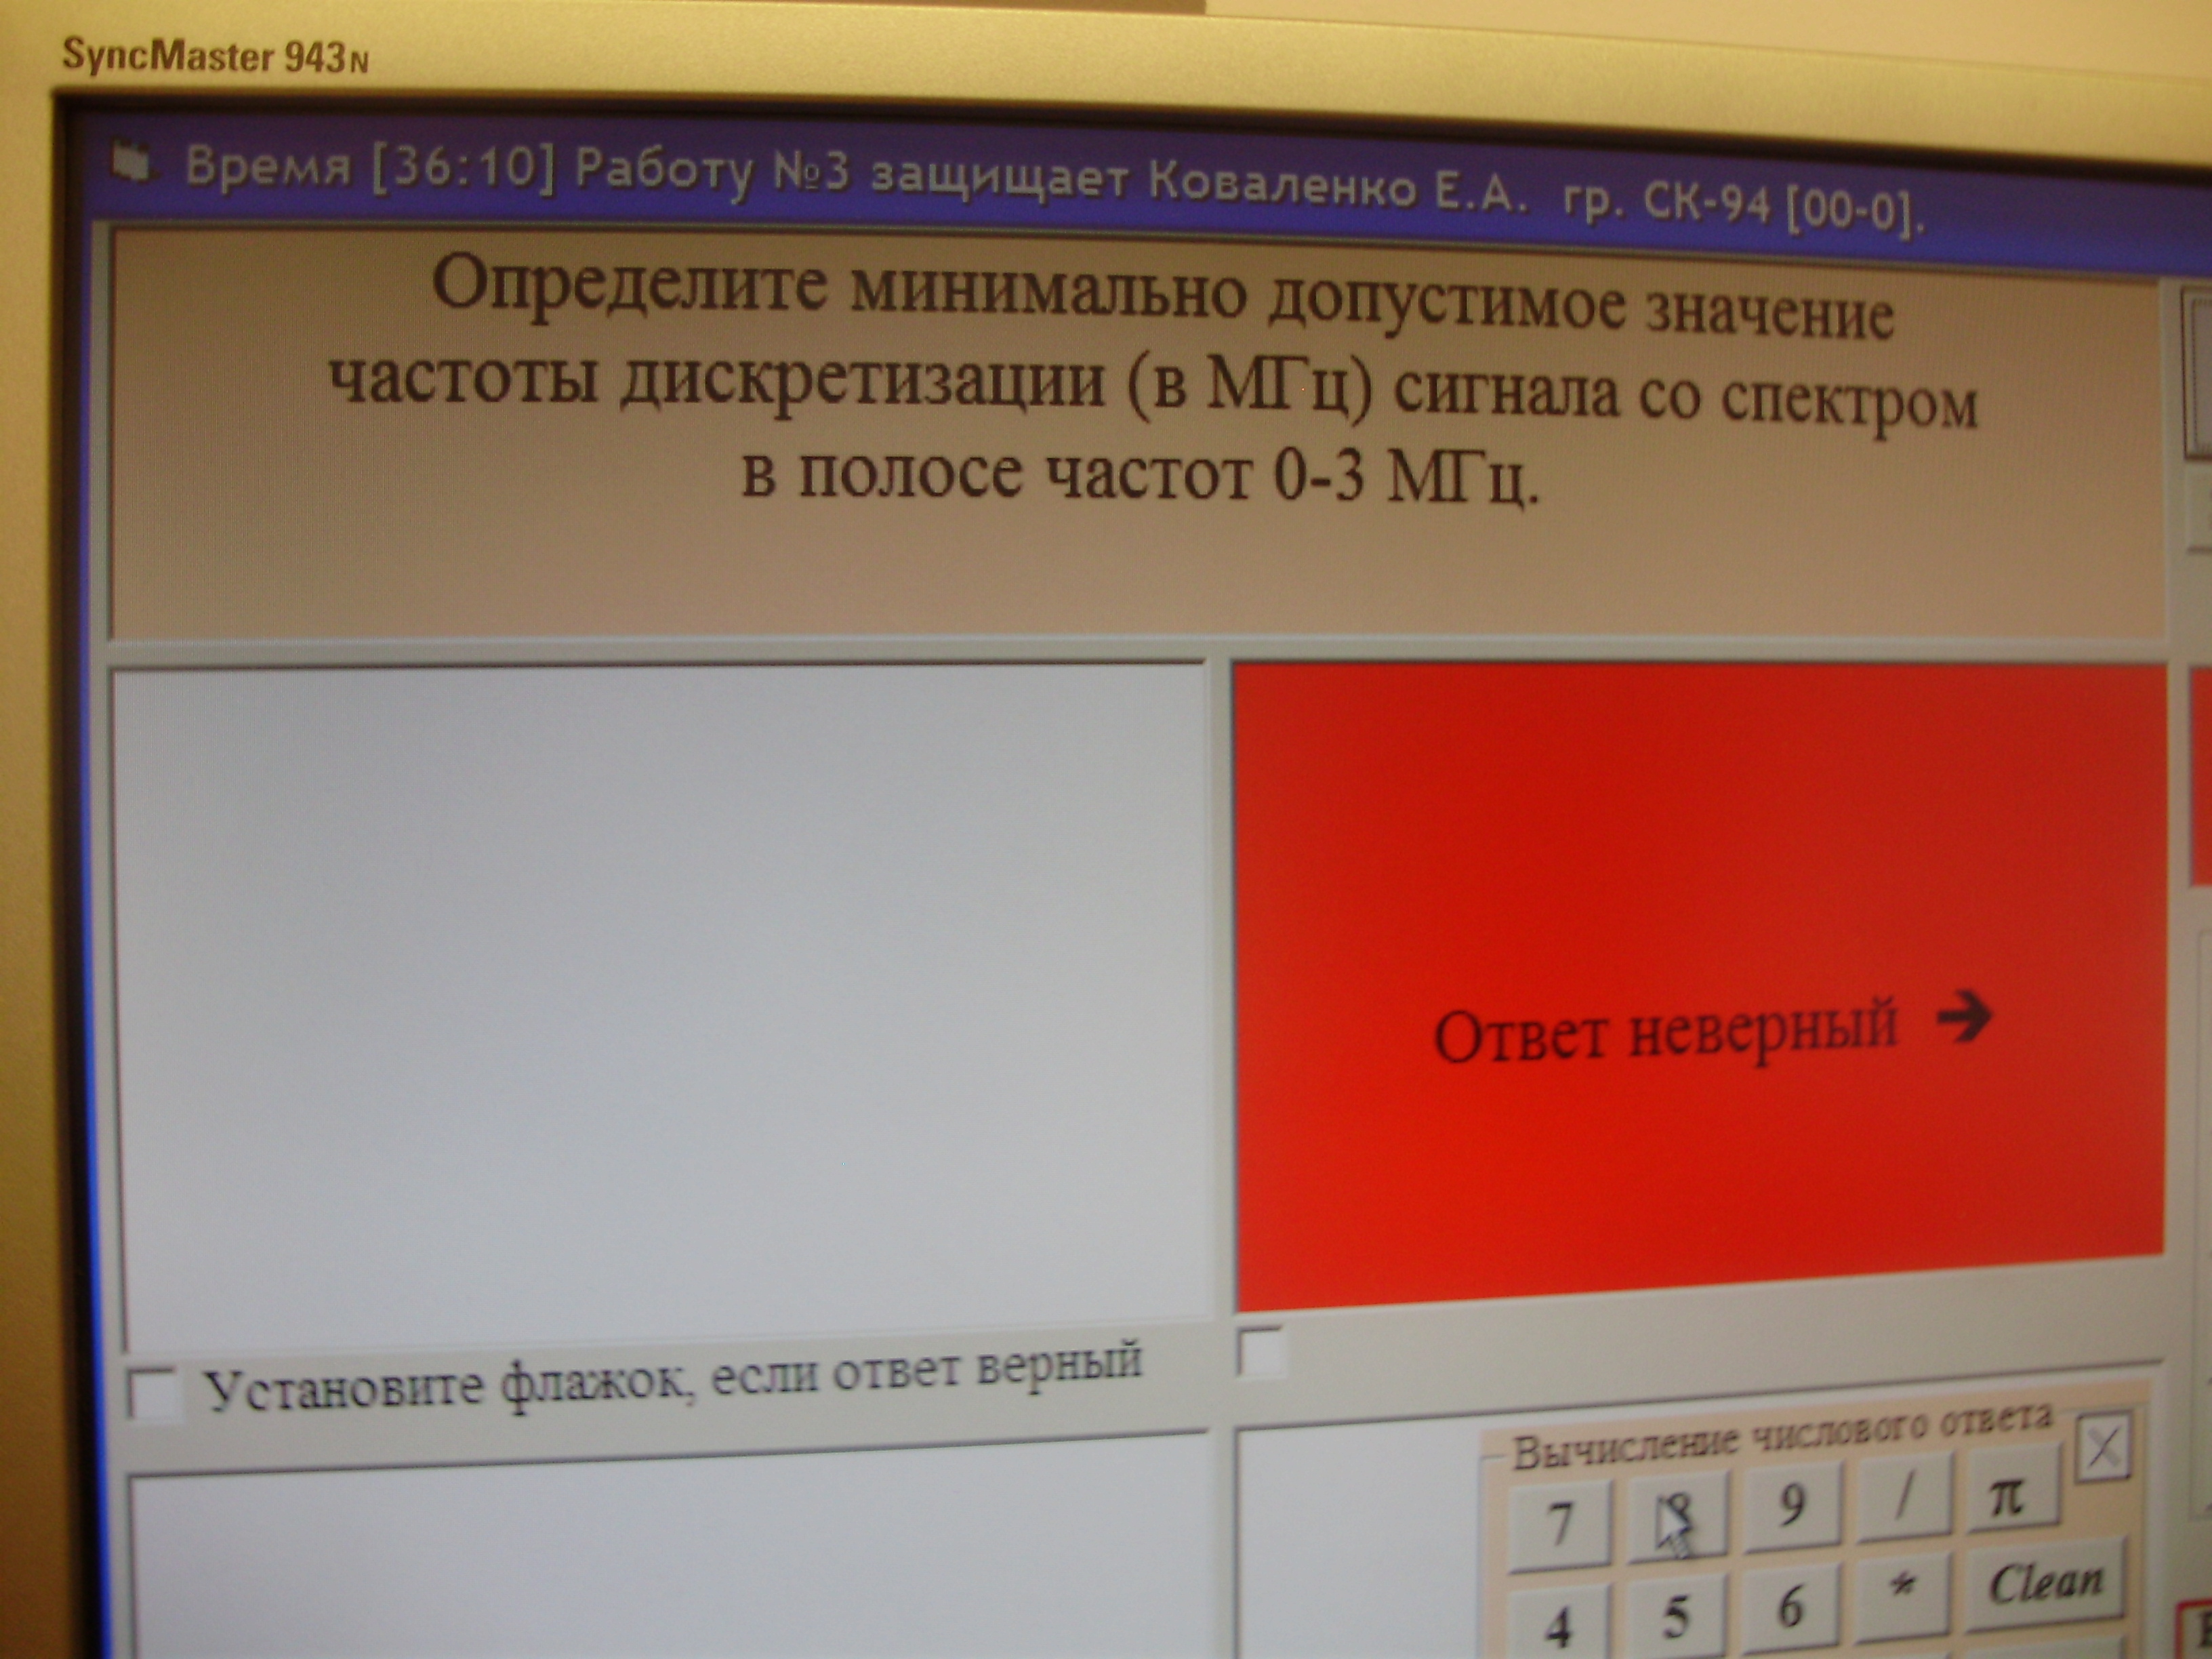 SyncMaster 943N
Время [36:10] Работу №3 защищает Коваленко Е.А. гр. СК-94 [00-0].
Определите минимально допустимое значение
частоты дискретизации (в МГц) сигнала со спектром
в полосе частот 0-3 МГц.
Ответ неверный ➔
Установите флажок, если ответ верный
Вычисление числового ответа
7 8 9 / π
4 5 6 * Clean